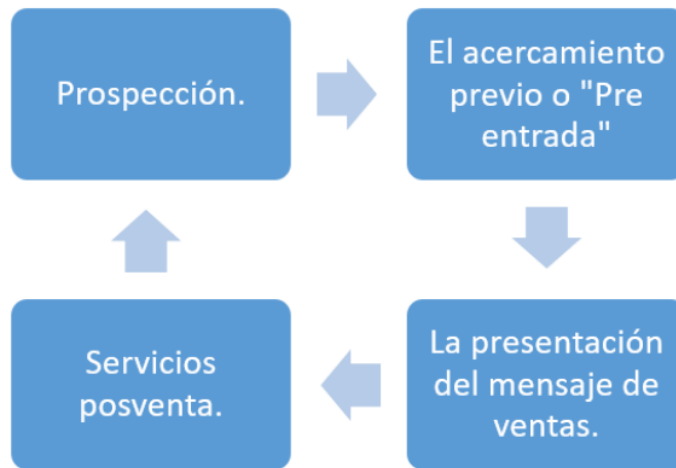 Prospección.
El acercamiento
previo o "Pre
entrada"
La presentación
del mensaje de
ventas.
Servicios
posventa.